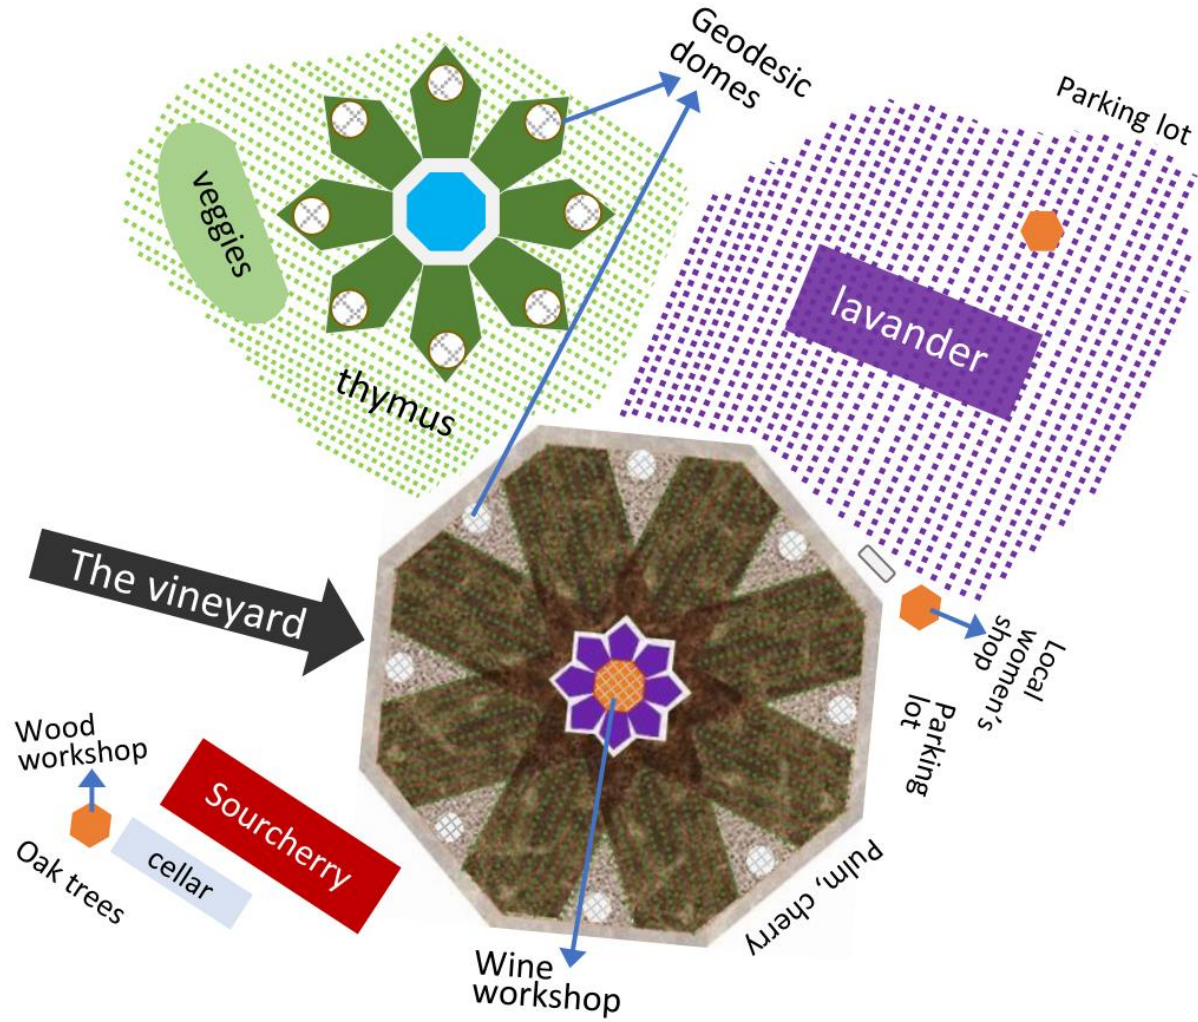 Geodesic
domes
Parking lot
veggies
lavander
thymus
The vineyard
Local
women's
shop
Parking
lot
Wood
workshop
Sourcherry
Oak trees
cellar
Pulm, cherry
Wine
workshop